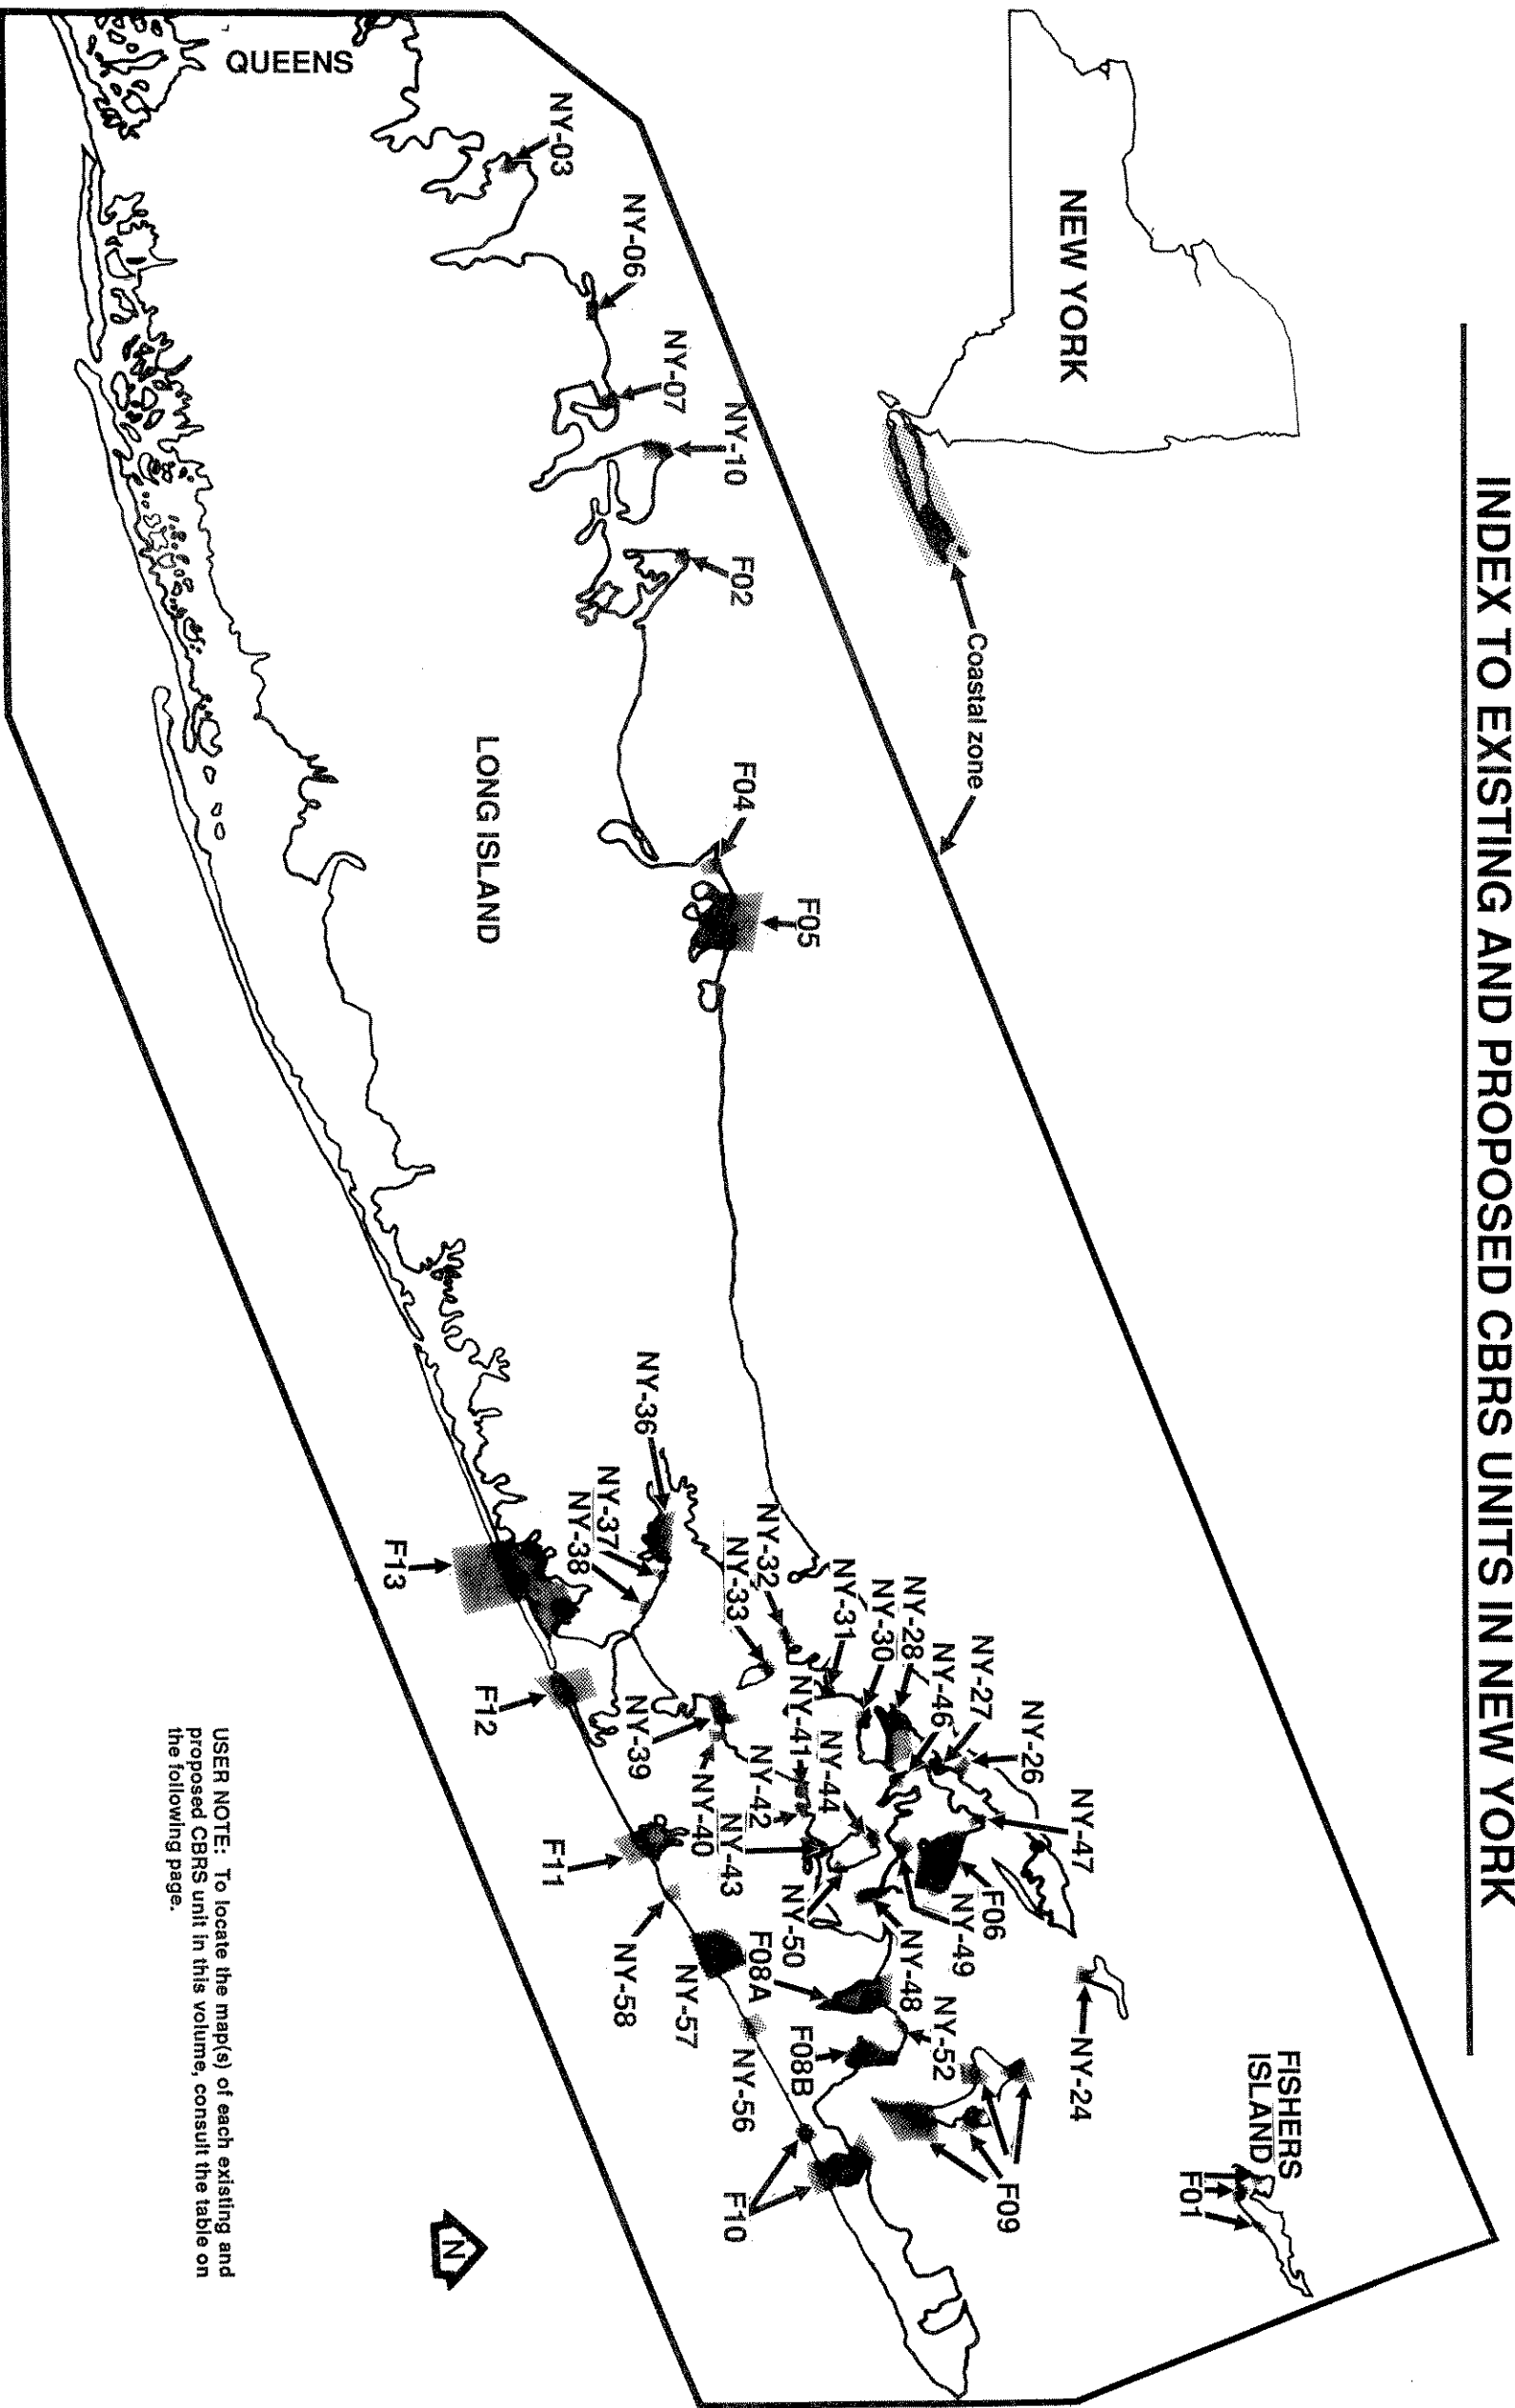 INDEX TO EXISTING AND PROPOSED CBRS UNITS IN NEW YORK
NEW YORK
Coastal zone
FISHERS
ISLAND
F01
QUEENS
LONG ISLAND
NY-03
NY-06
NY-07
NY-10
F02
F04
F05
NY-36
NY-37
NY-38
NY-32
NY-33
NY-31
NY-30
NY-28
NY-46
NY-27
NY-26
NY-47
NY-24
NY-41
NY-44
NY-39
NY-40
NY-42
NY-43
NY-50
F06
NY-49
NY-48
NY-52
F08A
F08B
F09
F10
NY-56
NY-57
NY-58
F11
F12
F13
N
USER NOTE: To locate the map(s) of each existing and
proposed CBRS unit in this volume, consult the table on
the following page.